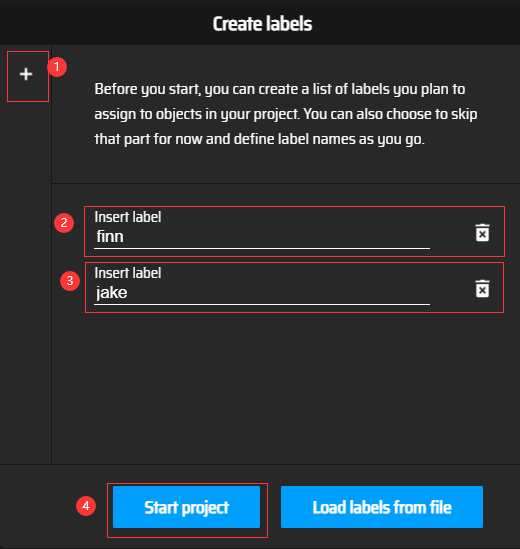 Create labels
+
1
Before you start, you can create a list of labels you plan to
assign to objects in your project. You can also choose to skip
that part for now and define label names as you go.
2
Insert label
finn
3
Insert label
jake
4
Start project
Load labels from file